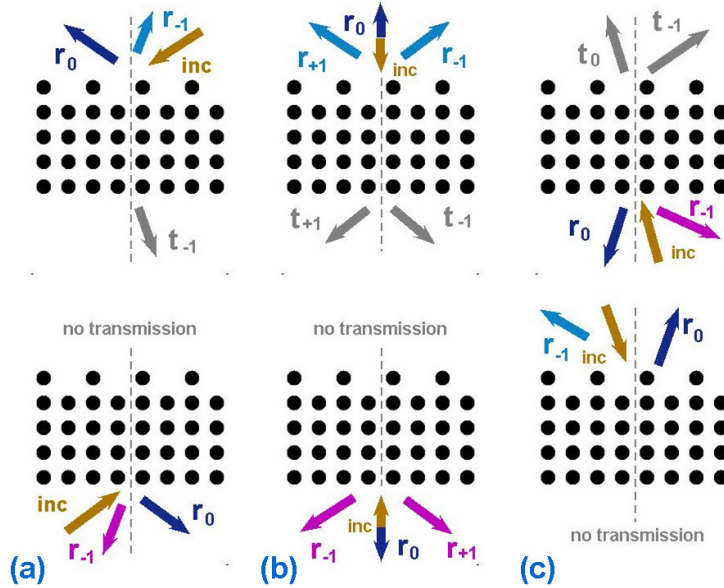 r0
r-1
inc
t-1
r0
r+1
inc
r-1
t+1
t-1
t0
t-1
r0
r-1
inc
no transmission
inc
r-1
r0
(a)
no transmission
inc
r-1
r0
r+1
(b)
r-1
inc
r0
no transmission
(c)